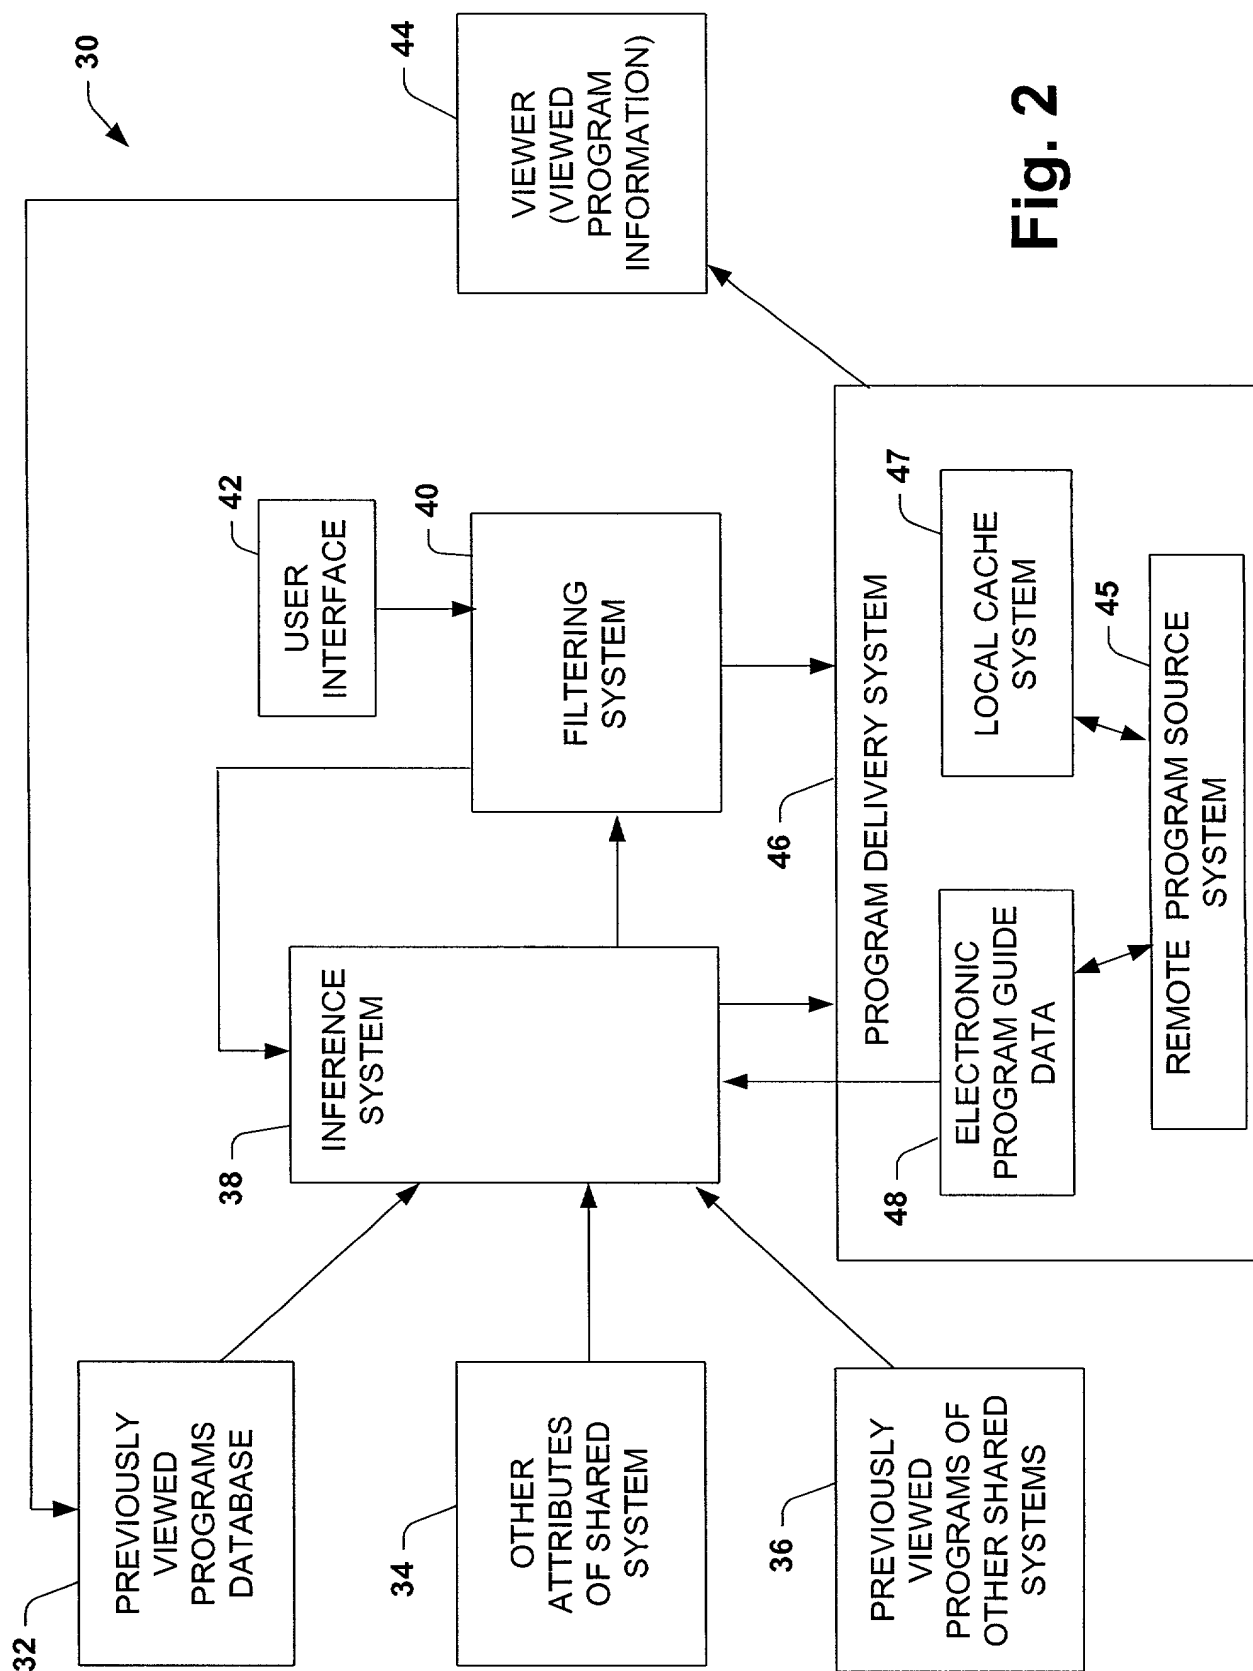 30
32
PREVIOUSLY
VIEWED
PROGRAMS
DATABASE
34
OTHER
ATTRIBUTES
OF SHARED
SYSTEM
36
PREVIOUSLY
VIEWED
PROGRAMS OF
OTHER SHARED
SYSTEMS
38
INFERENCE
SYSTEM
42
USER
INTERFACE
40
FILTERING
SYSTEM
44
VIEWER
(VIEWED
PROGRAM
INFORMATION)
46
PROGRAM DELIVERY SYSTEM
48
ELECTRONIC
PROGRAM GUIDE
DATA
47
LOCAL CACHE
SYSTEM
45
REMOTE PROGRAM SOURCE
SYSTEM
Fig. 2